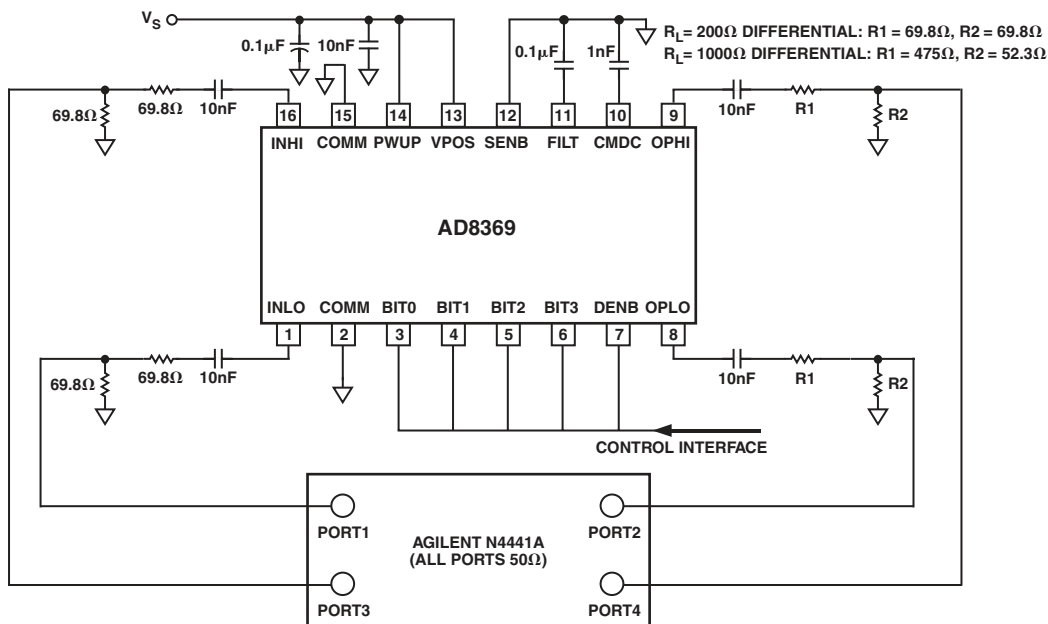 VS
RL= 200Ω DIFFERENTIAL: R1 = 69.8Ω, R2 = 69.8Ω
RL= 1000Ω DIFFERENTIAL: R1 = 475Ω, R2 = 52.3Ω
0.1μF
10nF
0.1μF
1nF
69.8Ω
69.8Ω
10nF
10nF
R1
R2
16
15
14
13
12
11
10
9
INHI
COMM
PWUP
VPOS
SENB
FILT
CMDC
OPHI
AD8369
INLO
COMM
BIT0
BIT1
BIT2
BIT3
DENB
OPLO
1
2
3
4
5
6
7
8
69.8Ω
69.8Ω
10nF
10nF
R1
R2
CONTROL INTERFACE
PORT1
PORT2
AGILENT N4441A
(ALL PORTS 50Ω)
PORT3
PORT4